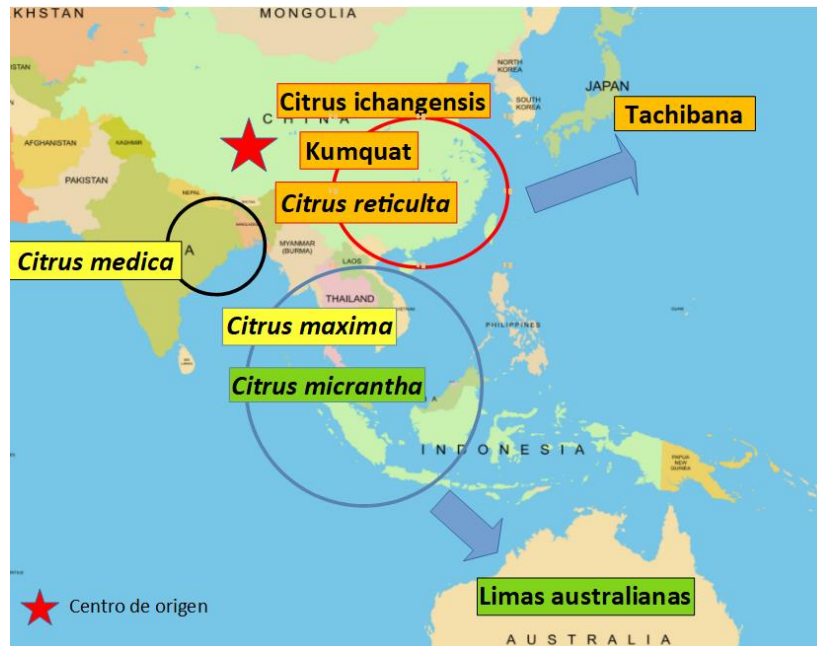 KHSTAN
MONGOLIA
NORTH KOREA
SOUTH KOREA
JAPAN
Citrus ichangensis
CHINA
Tachibana
Kumquat
AFGHANISTAN
KASHMIR
PAKISTAN
NEPAL
Citrus reticulta
Citrus medica
A
MYANMAR
(BURMA)
LAOS
THAILAND
PHILIPPINES
Citrus maxima
Citrus micrantha
INDONESIA
PAPUA
NEW
GUINEA
Limas australianas
Centro de origen
AUSTRALIA